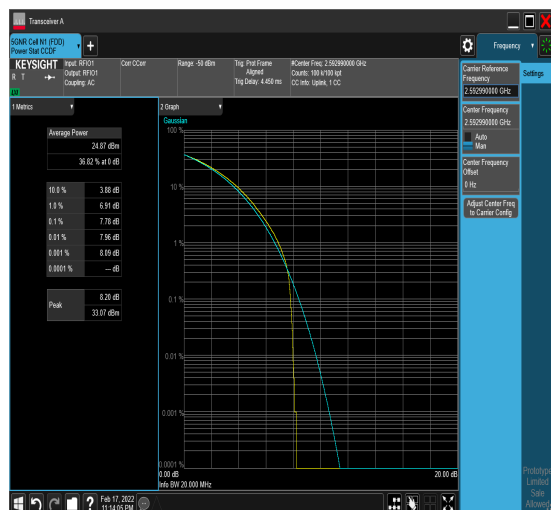 Transceiver A
5GNR Cell N1 (FDD)
Power Stat CCDF
Frequency
KEYSIGHT
R T
Input: RFIO1
Output: RFIO1
Coupling: AC
Corr CCorr
Range: -50 dBm
Trig: Prdt Frame
Aligned
Trig Delay: 4.450 ms
#Center Freq: 2.592990000 GHz
Counts: 100 k/100 kpt
CC Info: Uplink, 1 CC
Settings
Carrier Reference
Frequency
2.592990000 GHz
Center Frequency
2.592990000 GHz
Auto
Man
Center Frequency
Offset
0 Hz
Adjust Center Freq
to Carrier Config
1 Metrics
Average Power
24.87 dBm
36.82 % at 0 dB
10.0 % 3.88 dB
1.0 % 6.91 dB
0.1 % 7.78 dB
0.01 % 7.96 dB
0.001 % 8.09 dB
0.0001 % --- dB
Peak
8.20 dB
33.07 dBm
2 Graph
Gaussian
100 %
10 %
1 %
0.1 %
0.01 %
0.001 %
0.0001 %
0.00 dB
20.00 dB
Info BW 20.000 MHz
Feb 17, 2022
11:14:05 PM
Prototype
Limited
Sale
Allowed